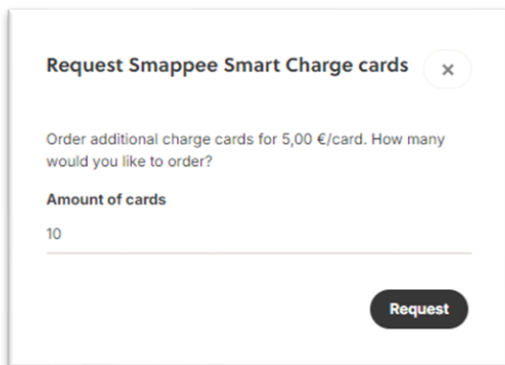 Request Smappee Smart Charge cards
Order additional charge cards for 5,00 €/card. How many
would you like to order?
Amount of cards
10
Request